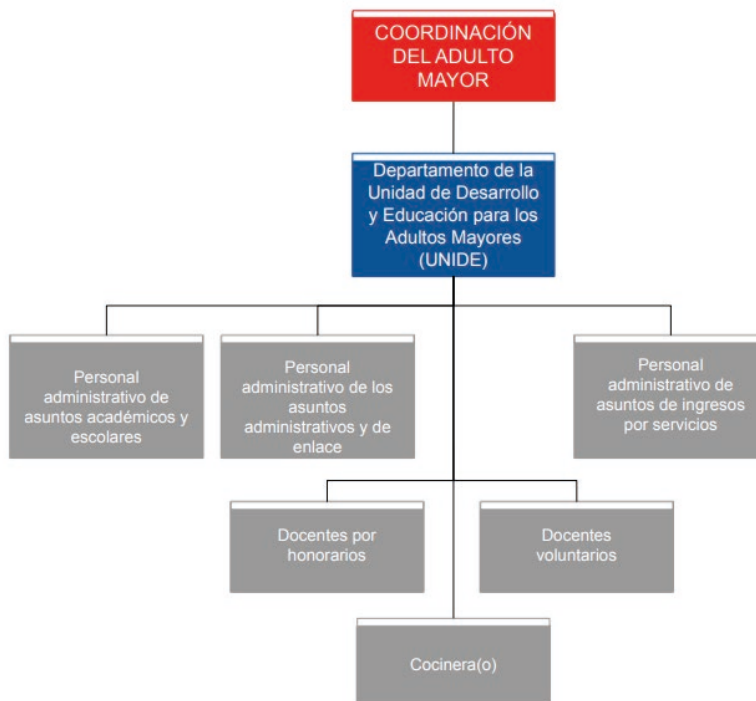 COORDINACIÓN
DEL ADULTO
MAYOR
Departamento de la
Unidad de Desarrollo
y Educación para los
Adultos Mayores
(UNIDE)
Personal
administrativo de
asuntos académicos y
escolares
Personal
administrativo de los
asuntos
administrativos y de
enlace
Personal
administrativo de
asuntos de ingresos
por servicios
Docentes por
honorarios
Docentes
voluntarios
Cocinera(o)